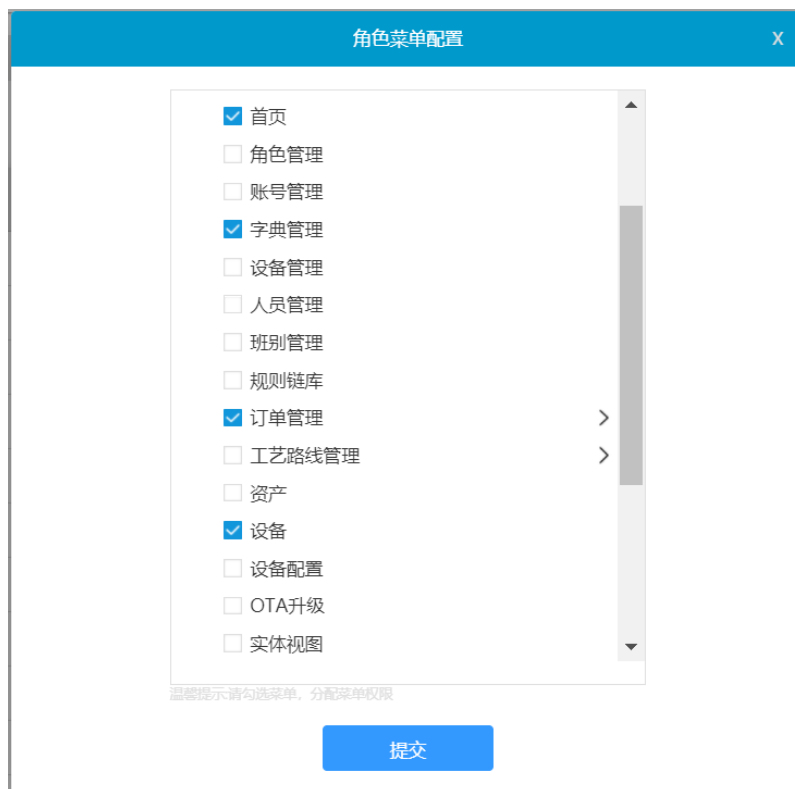 角色菜单配置
X
首页
角色管理
账号管理
字典管理
设备管理
人员管理
班别管理
规则链库
订单管理
工艺路线管理
资产
设备
设备配置
OTA升级
实体视图
温馨提示:请勾选菜单，分配菜单权限
提交